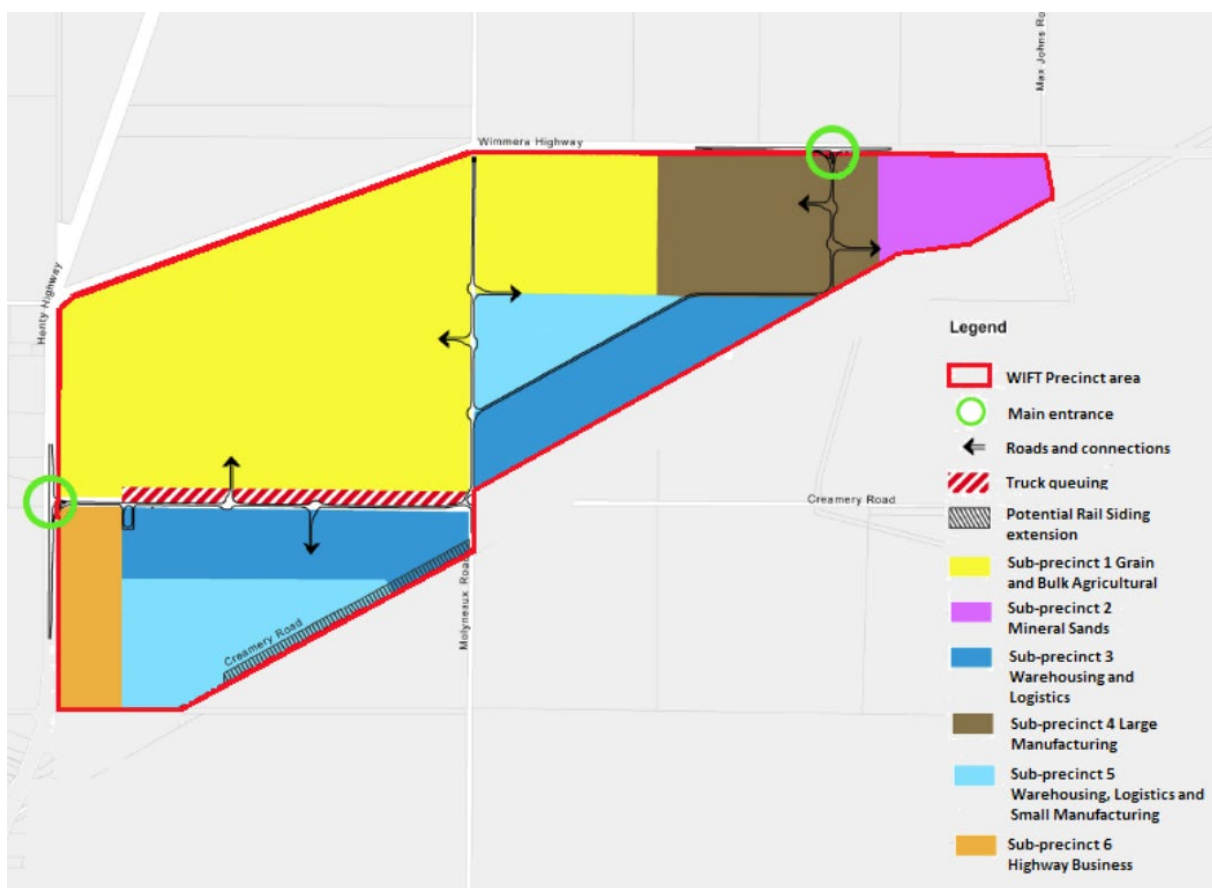 Max Johns Ro
Wimmera Highway
Henty Highway
Creamery Road
Molyneaux Road
Creamery Road
Legend
WIFT Precinct area
Main entrance
Roads and connections
Truck queuing
Potential Rail Siding
extension
Sub-precinct 1 Grain
and Bulk Agricultural
Sub-precinct 2
Mineral Sands
Sub-precinct 3
Warehousing and
Logistics
Sub-precinct 4 Large
Manufacturing
Sub-precinct 5
Warehousing, Logistics and
Small Manufacturing
Sub-precinct 6
Highway Business